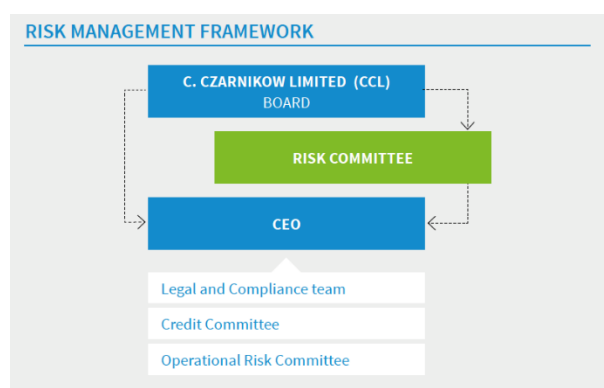 RISK MANAGEMENT FRAMEWORK
C. CZARNIKOW LIMITED (CCL)
BOARD
RISK COMMITTEE
CEO
Legal and Compliance team
Credit Committee
Operational Risk Committee